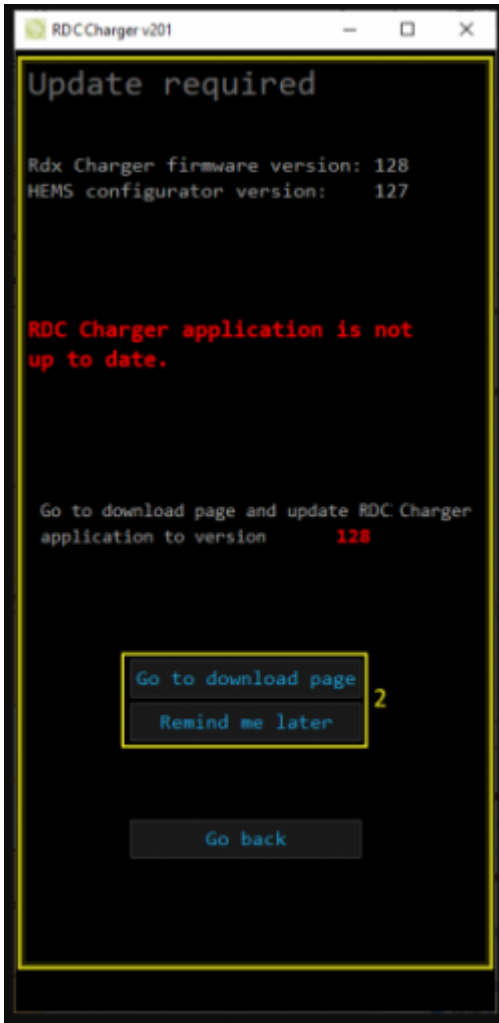 RDC Charger v201
Update required
Rdx Charger firmware version: 128
HEMS configurator version: 127
RDC Charger application is not
up to date.
Go to download page and update RDC Charger
application to version 128
Go to download page
2
Remind me later
Go back